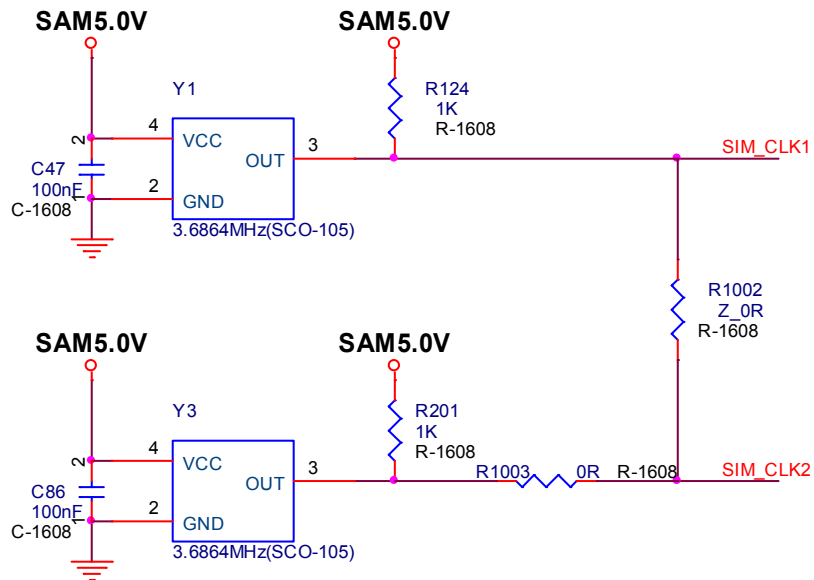 SAM5.0V
SAM5.0V
Y1
R124
1K
R-1608
2
4
VCC
3
OUT
SIM_CLK1
C47
100nF
1
C-1608
2
GND
3.6864MHz(SCO-105)
R1002
Z_0R
R-1608
SAM5.0V
SAM5.0V
Y3
R201
1K
R-1608
2
4
VCC
3
OUT
R1003
0R
R-1608
SIM_CLK2
C86
100nF
1
C-1608
2
GND
3.6864MHz(SCO-105)